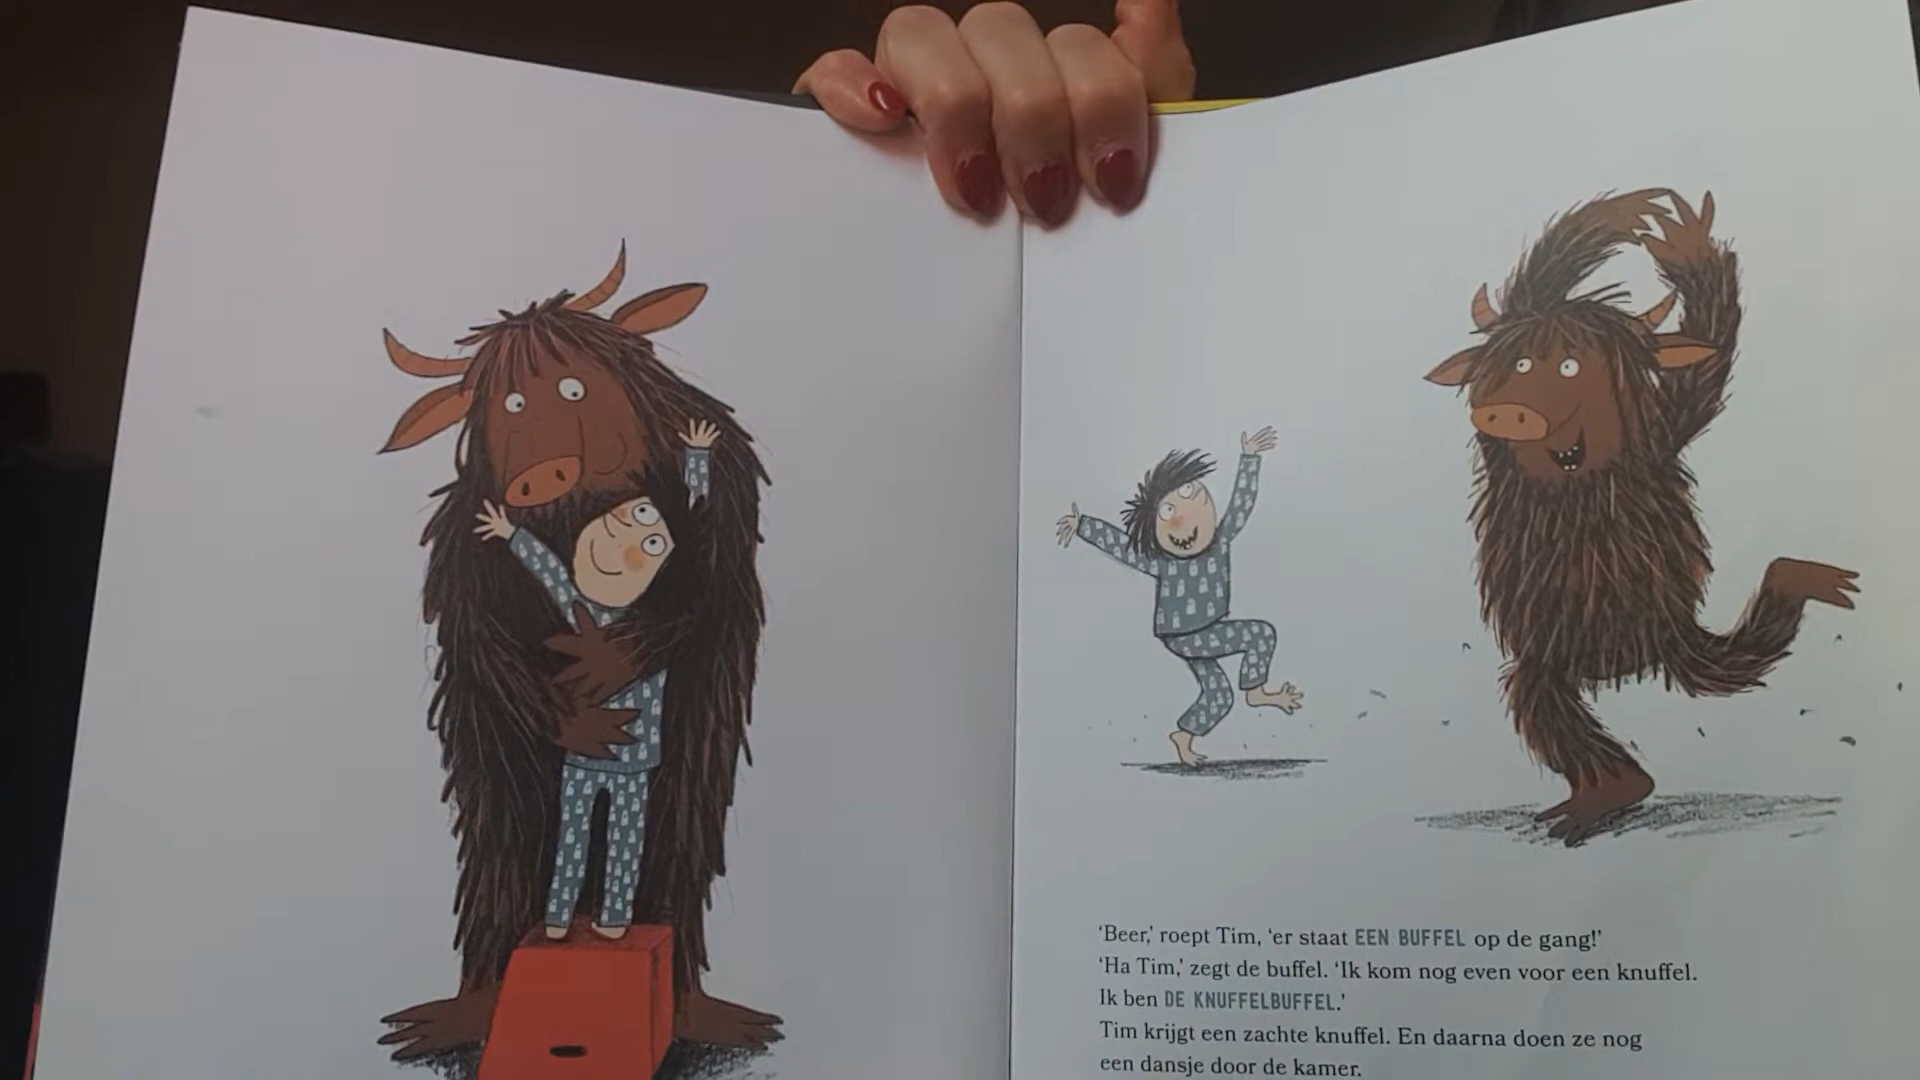 ‘Beer,’ roept Tim, ‘er staat EEN BUFFEL op de gang!’
‘Ha Tim,’ zegt de buffel. ‘Ik kom nog even voor een knuffel.
Ik ben DE KNUFFELBUFFEL.’
Tim krijgt een zachte knuffel. En daarna doen ze nog
een dansje door de kamer.